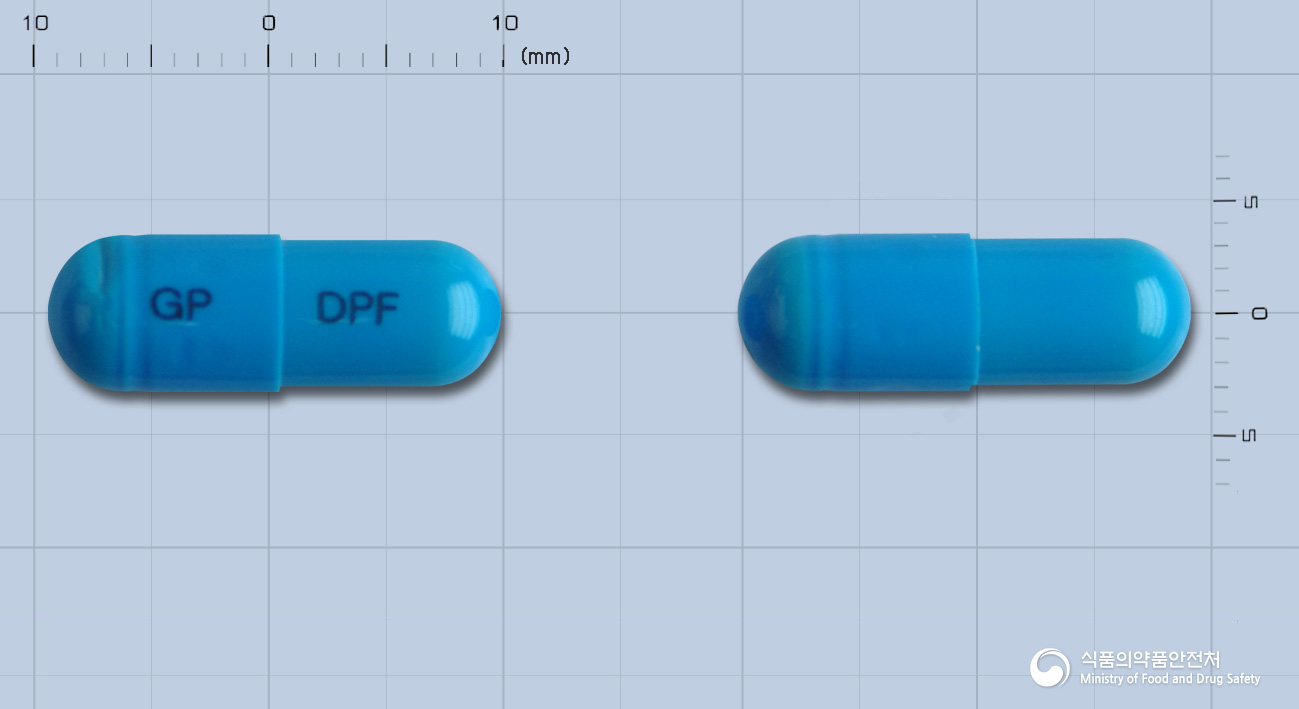 10 0 10
(mm)
GP DPF
5
0
5
식품의약품안전처
Ministry of Food and Drug Safety